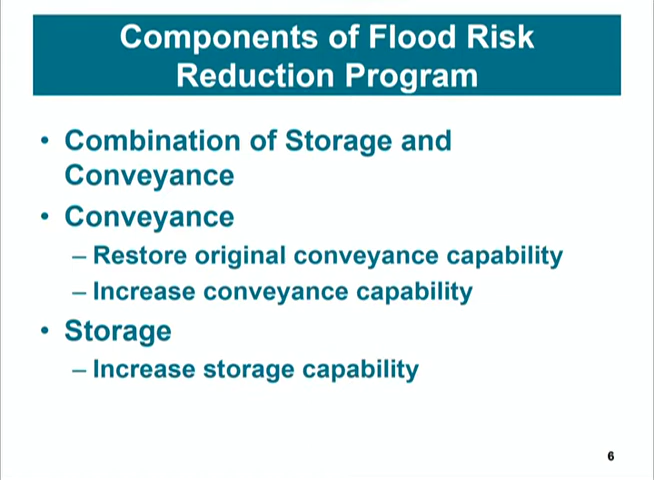 Components of Flood Risk
Reduction Program
• Combination of Storage and
Conveyance
• Conveyance
– Restore original conveyance capability
– Increase conveyance capability
• Storage
– Increase storage capability
6